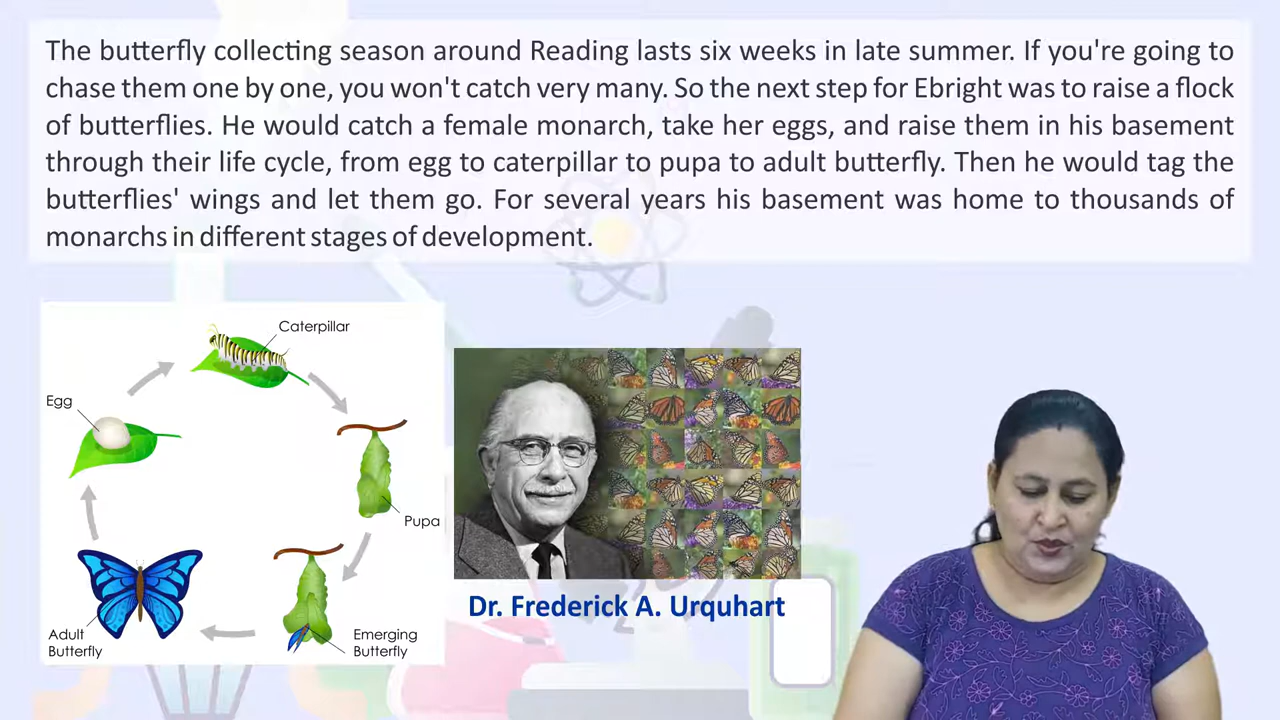 The butterfly collecting season around Reading lasts six weeks in late summer. If you're going to
chase them one by one, you won't catch very many. So the next step for Ebright was to raise a flock
of butterflies. He would catch a female monarch, take her eggs, and raise them in his basement
through their life cycle, from egg to caterpillar to pupa to adult butterfly. Then he would tag the
butterflies' wings and let them go. For several years his basement was home to thousands of
monarchs in different stages of development.
Caterpillar
Egg
Pupa
Adult
Butterfly
Emerging
Butterfly
Dr. Frederick A. Urquhart